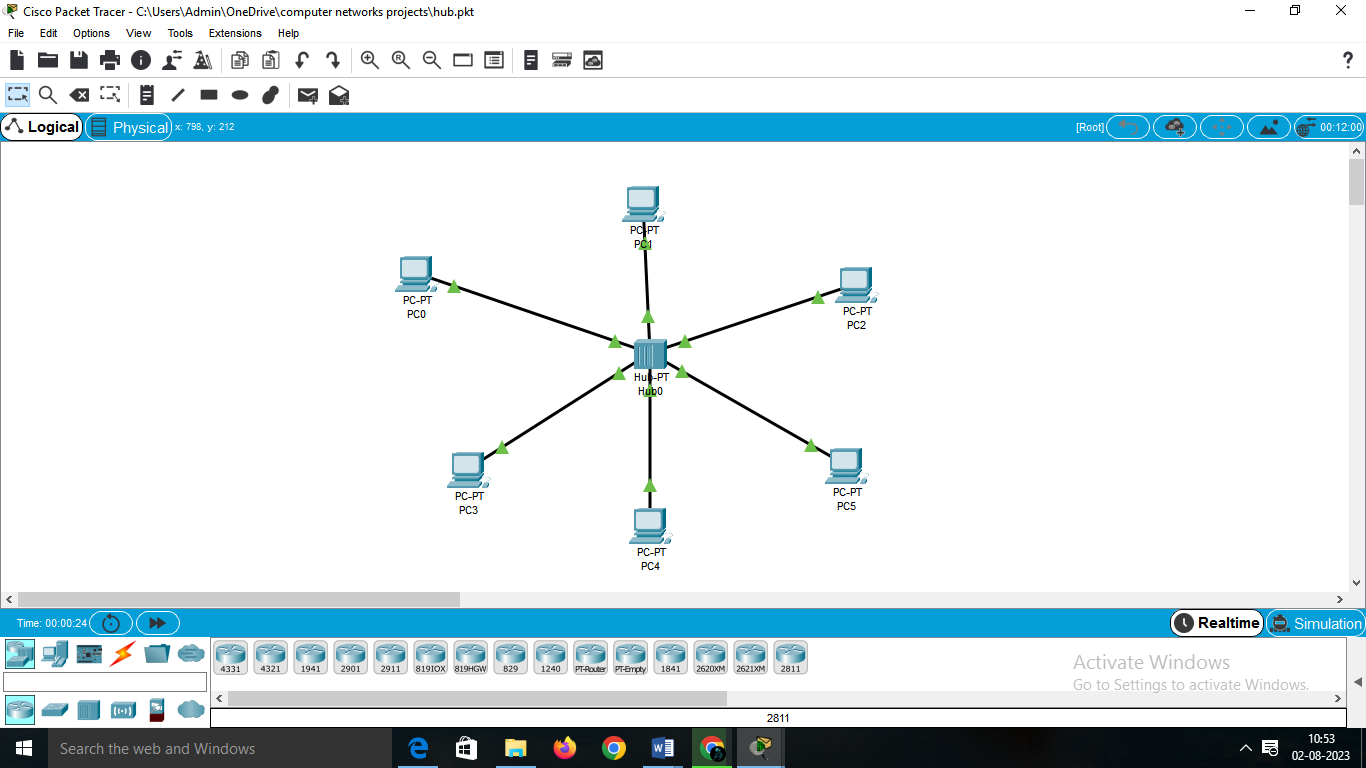 Cisco Packet Tracer - C:\Users\Admin\OneDrive\computer networks projects\hub.pkt
File Edit Options View Tools Extensions Help
R
?
Logical Physical x: 798, y: 212 [Root] 00:12:00
PC-PT
PC1
PC-PT
PC0
PC-PT
PC2
Hub-PT
Hub0
PC-PT
PC3
PC-PT
PC5
PC-PT
PC4
Time: 00:00:24 Realtime Simulation
4331 4321 1941 2901 2911 819IOX 819HGW 829 1240 PT-Router PT-Empty 1841 2620XM 2621XM 2811
Activate Windows
Go to Settings to activate Windows.
2811
Search the web and Windows
10:53
02-08-2023